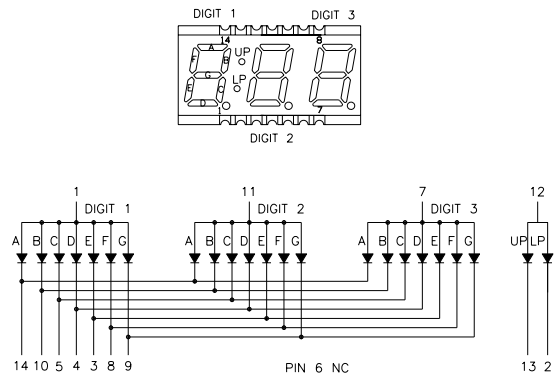 DIGIT 1 DIGIT 3
14 8
A
F B UP
G
E C LP
D
1 7
DIGIT 2
1 11 7 12
DIGIT 1 DIGIT 2 DIGIT 3
A B C D E F G A B C D E F G A B C D E F G UP LP
14 10 5 4 3 8 9 PIN 6 NC 13 2